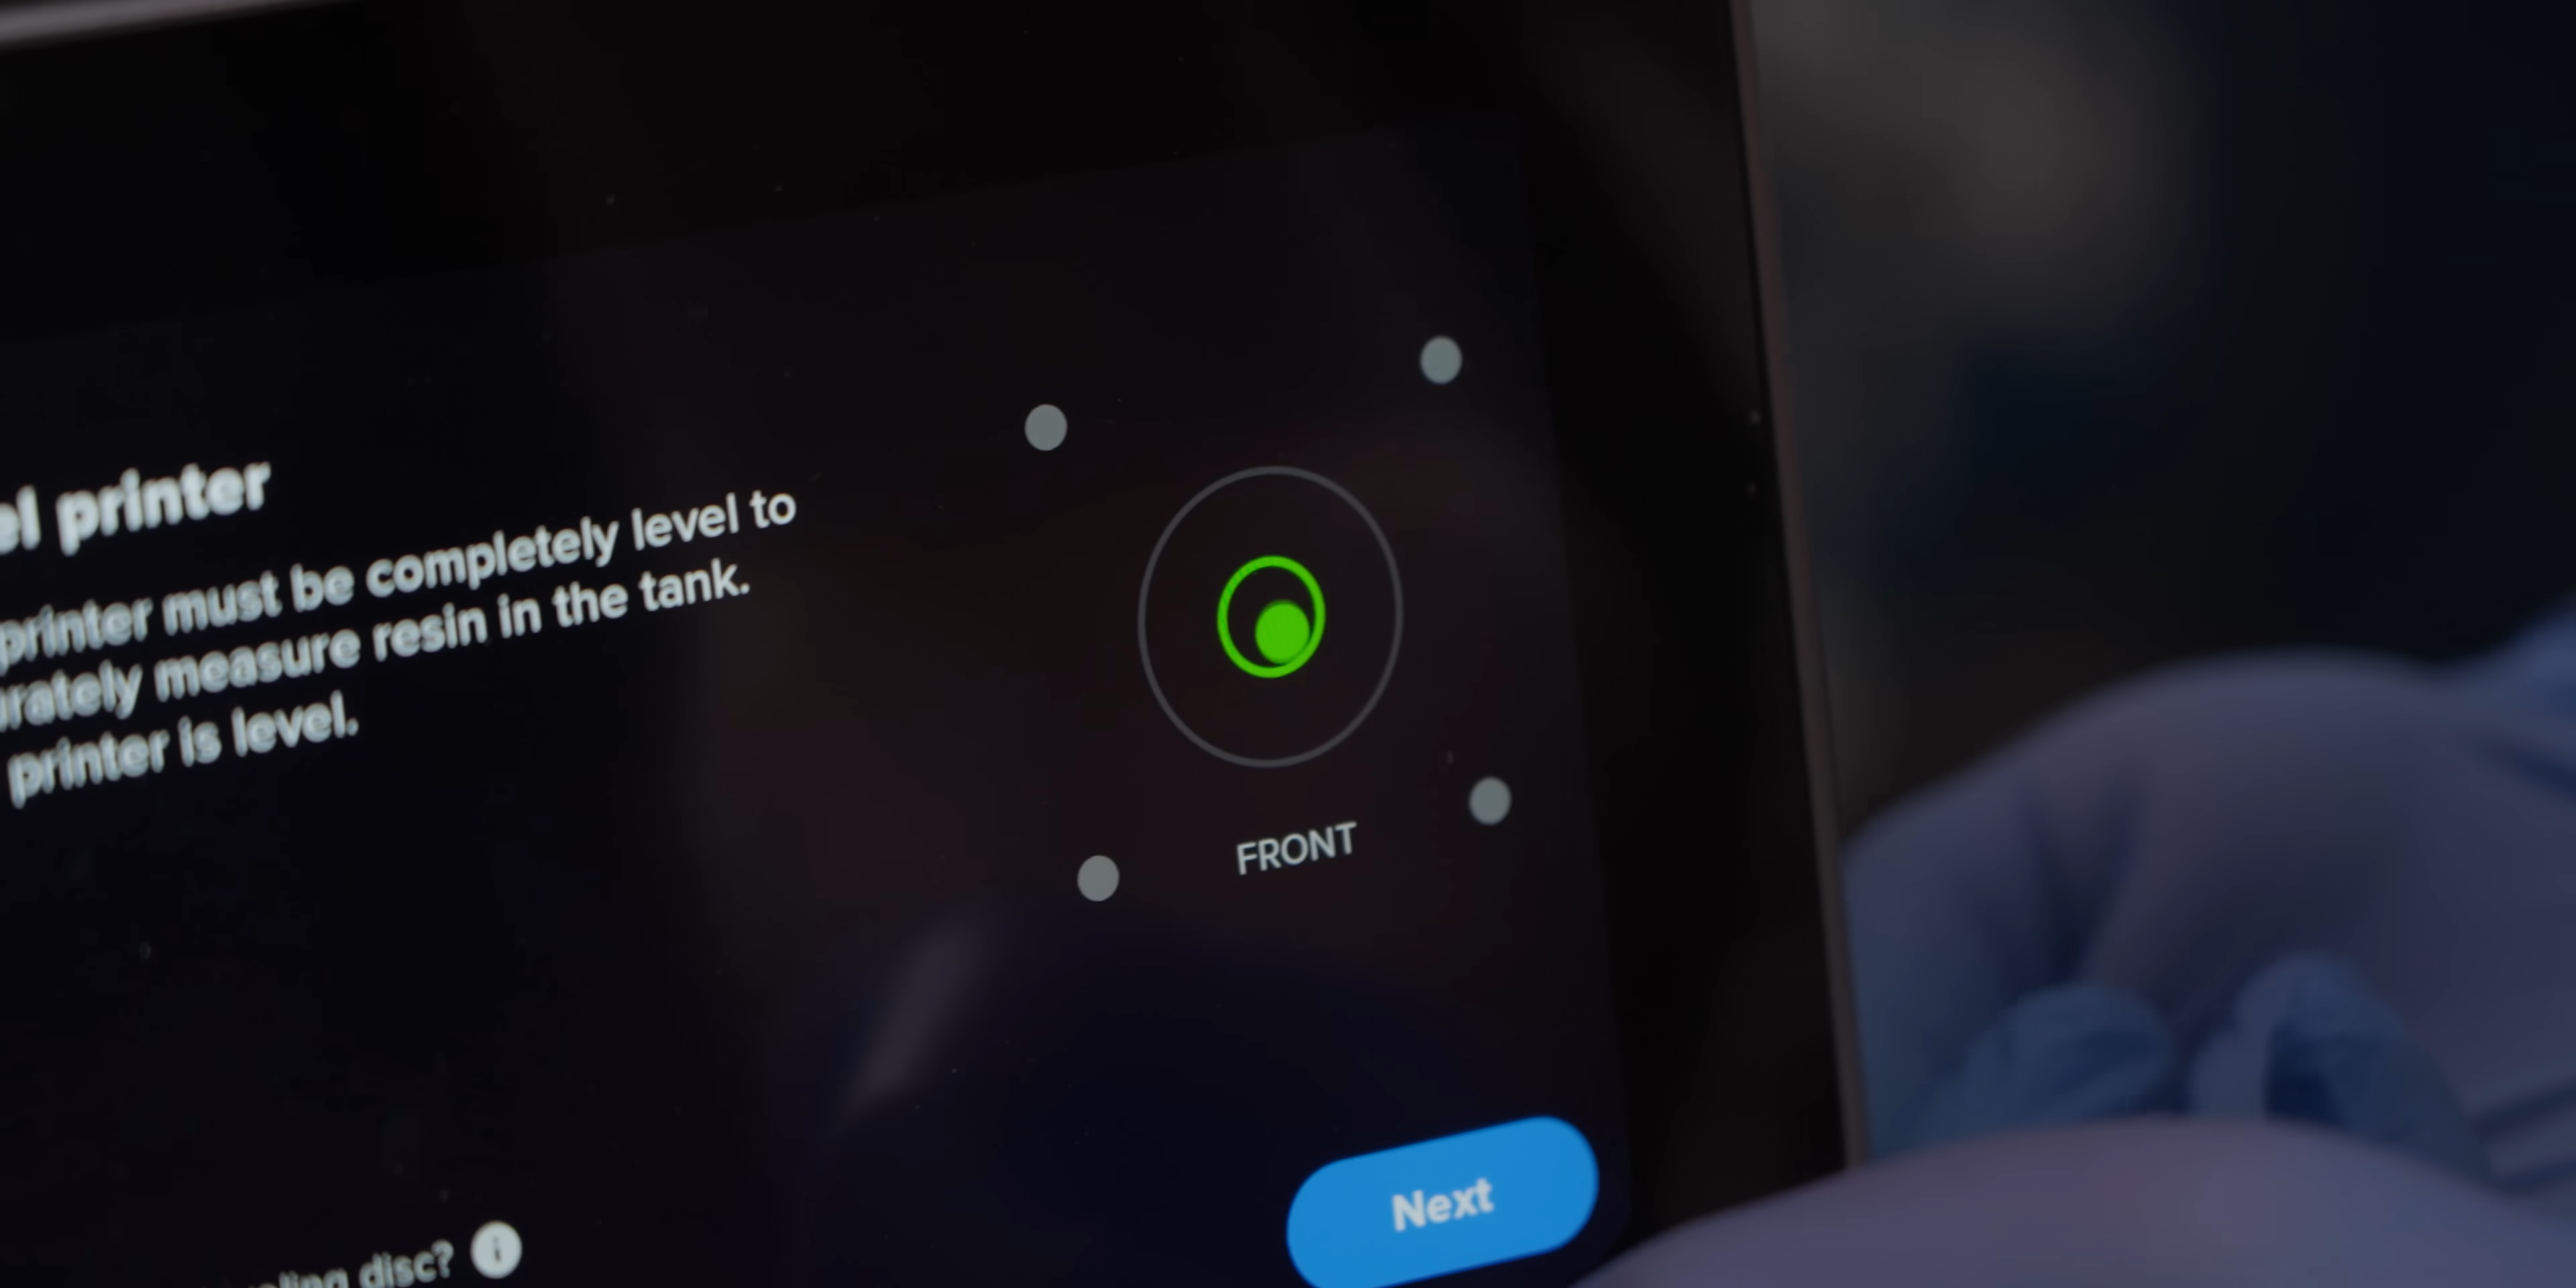 el printer
printer must be completely level to
urately measure resin in the tank.
printer is level.
FRONT
Next
disc? i